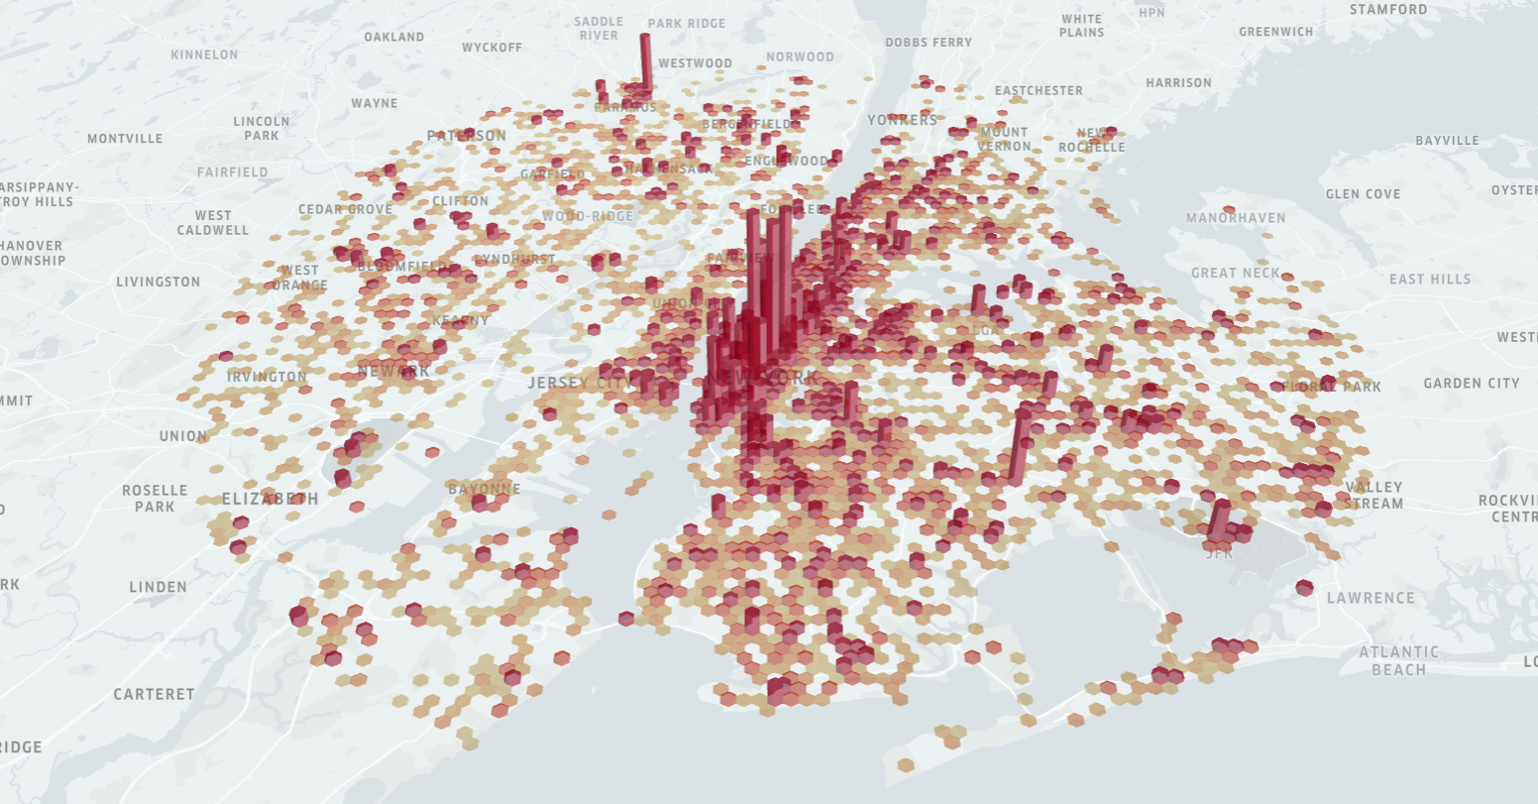 STAMFORD
HPN
SADDLE
RIVER
PARK RIDGE
WHITE
PLAINS
GREENWICH
OAKLAND
WYCKOFF
DOBBS FERRY
KINNELON
WESTWOOD
NORWOOD
HARRISON
EASTCHESTER
WAYNE
PARAMUS
LINCOLN
PARK
BERGENFIELD
YONKERS
MONTVILLE
PATERSON
MOUNT
VERNON
NEW
ROCHELLE
BAYVILLE
ENGLEWOOD
FAIRFIELD
GARFIELD
HACKENSACK
ARSIPPANY-
TROY HILLS
GLEN COVE
OYSTER
CEDAR GROVE
CLIFTON
WEST
CALDWELL
WOOD-RIDGE
FORT LEE
MANORHAVEN
HANOVER
OWNSHIP
BLOOMFIELD
LYNDHURST
FAIRVIEW
LIVINGSTON
WEST
ORANGE
GREAT NECK
EAST HILLS
UNION CITY
KEARNY
LGA
IRVINGTON
NEWARK
JERSEY CITY
NEW YORK
FLORAL PARK
GARDEN CITY
MMIT
UNION
ROSELLE
PARK
ELIZABETH
BAYONNE
VALLEY
STREAM
ROCKVI
CENTR
JFK
LINDEN
RK
LAWRENCE
ATLANTIC
BEACH
LO
CARTERET
RIDGE